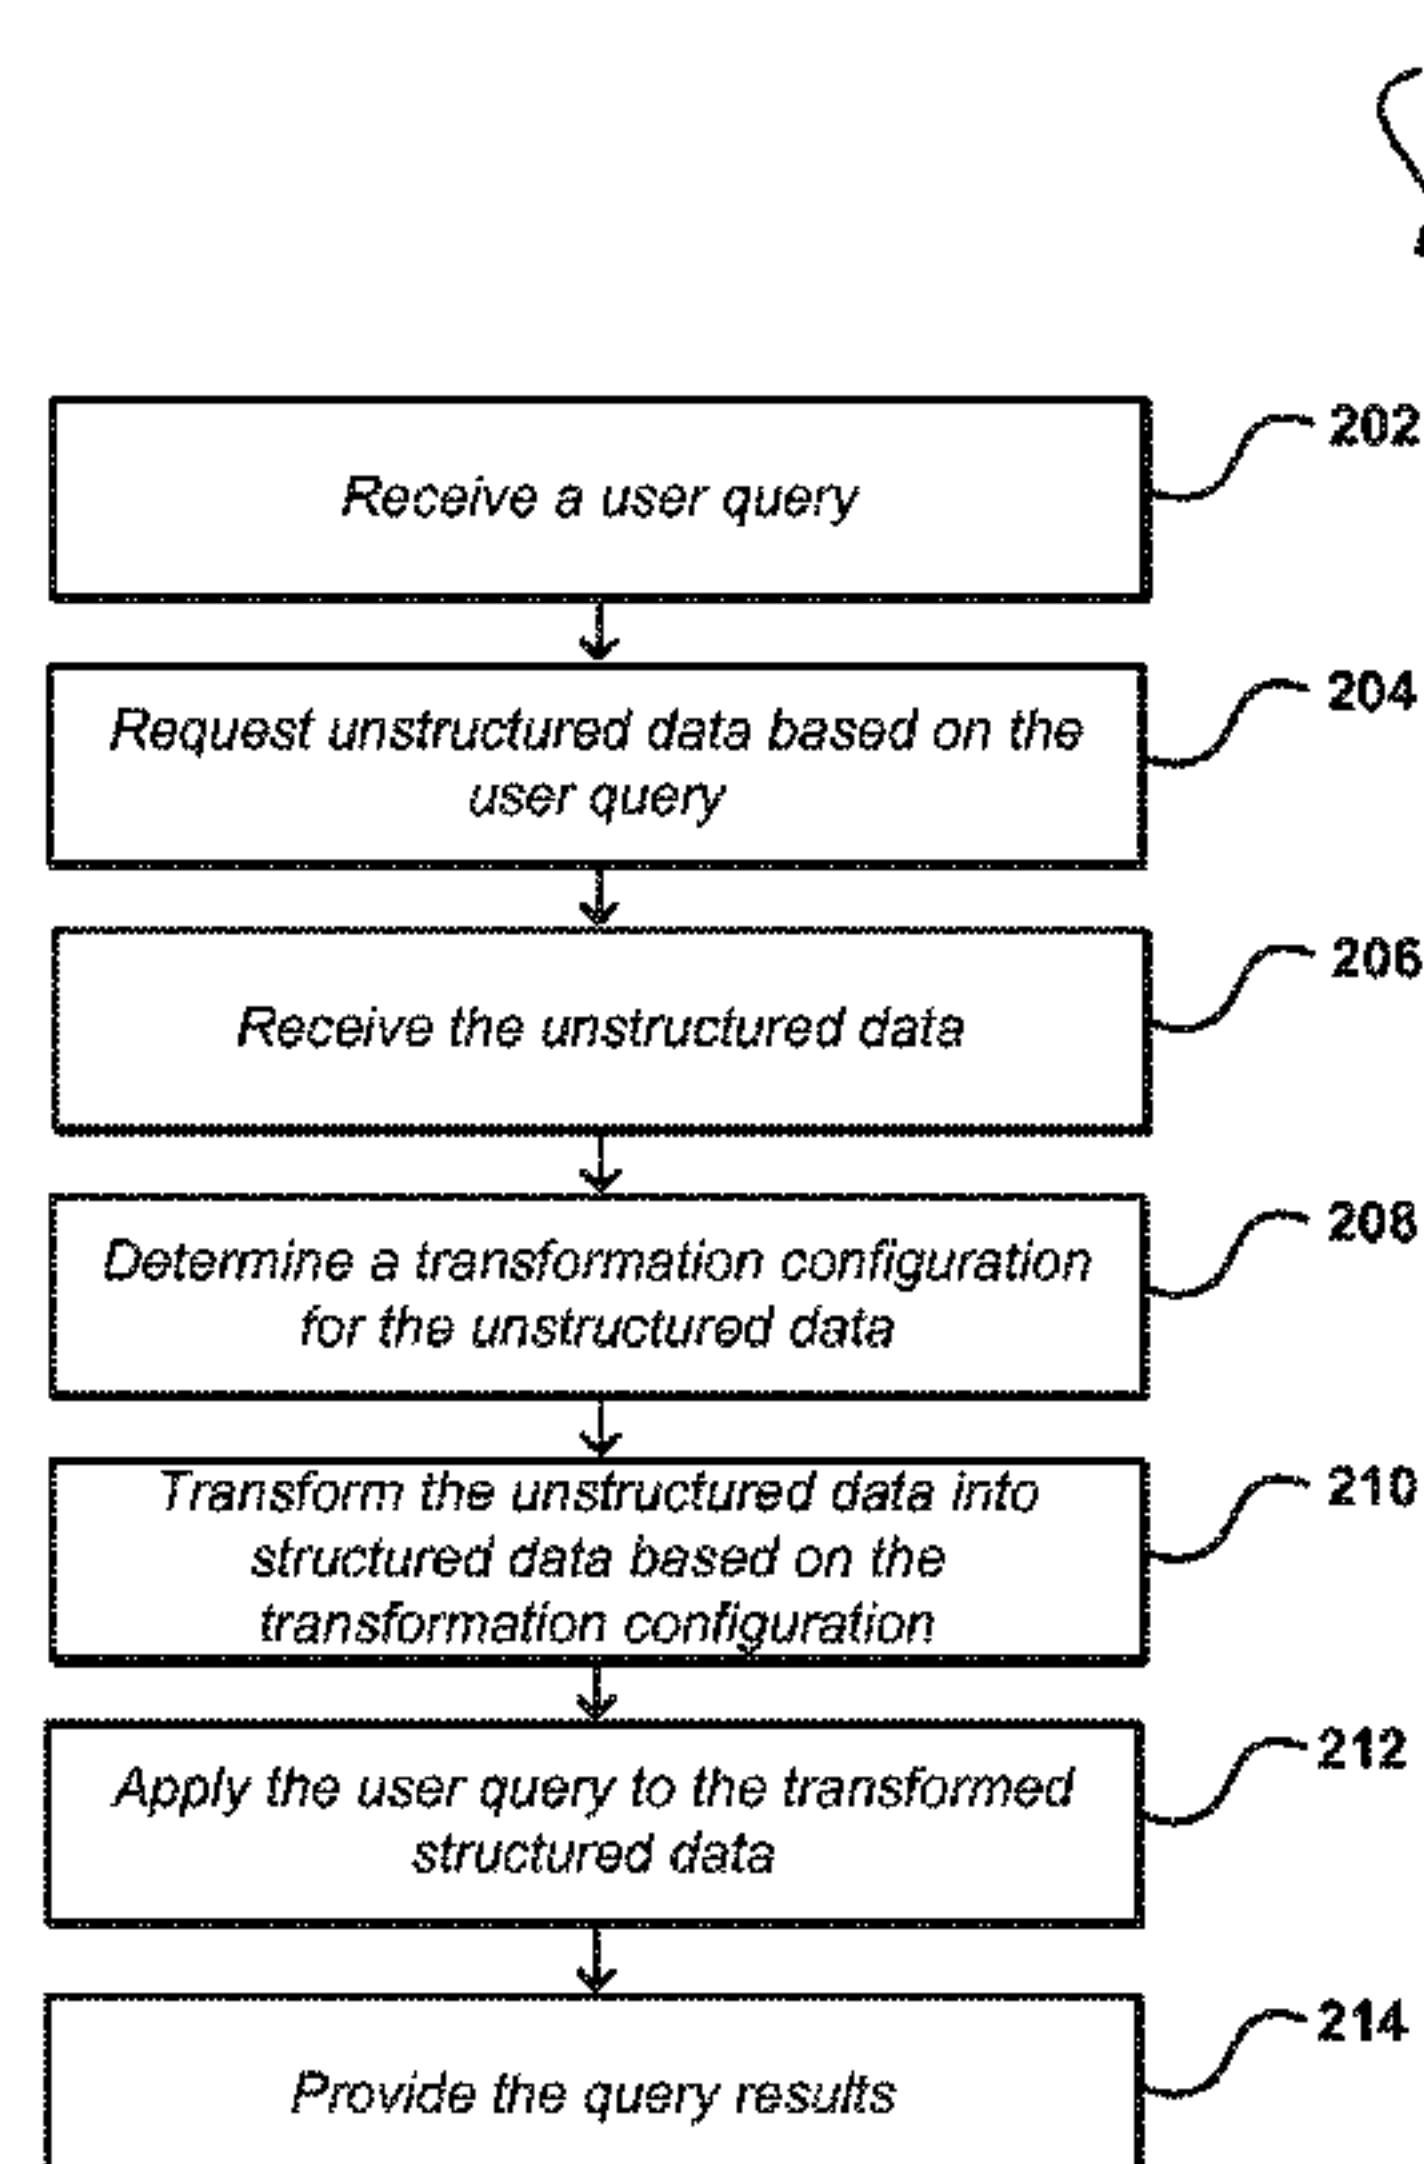 Receive a user query
202
Request unstructured data based on the
user query
204
Receive the unstructured data
206
Determine a transformation configuration
for the unstructured data
208
Transform the unstructured data into
structured data based on the
transformation configuration
210
Apply the user query to the transformed
structured data
212
Provide the query results
214